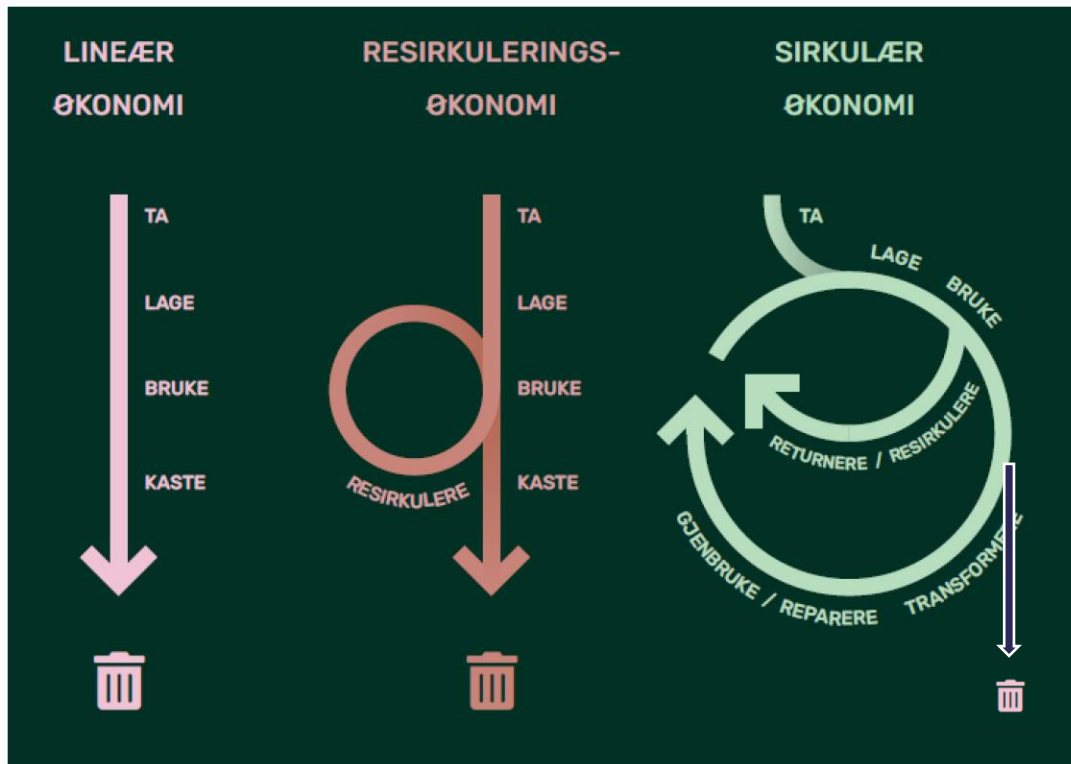 LINEÆR
ØKONOMI
TA
LAGE
BRUKE
KASTE
RESIRKULERINGS-
ØKONOMI
TA
LAGE
BRUKE
KASTE
RESIRKULERE
SIRKULÆR
ØKONOMI
TA
LAGE
BRUKE
RETURNERE / RESIRKULERE
TRANSFORMERE
GJENBRUKE / REPARERE